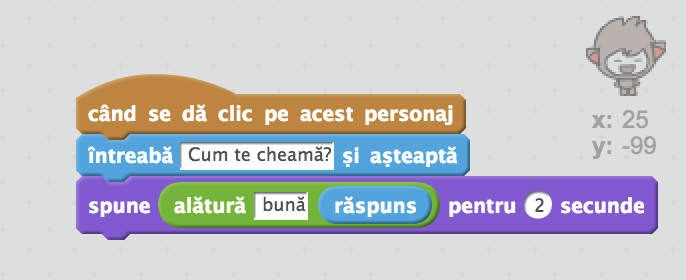 când se dă clic pe acest personaj
întreabă Cum te cheamă? și așteaptă
spune alătură bună răspuns pentru 2 secunde
x: 25
y: -99